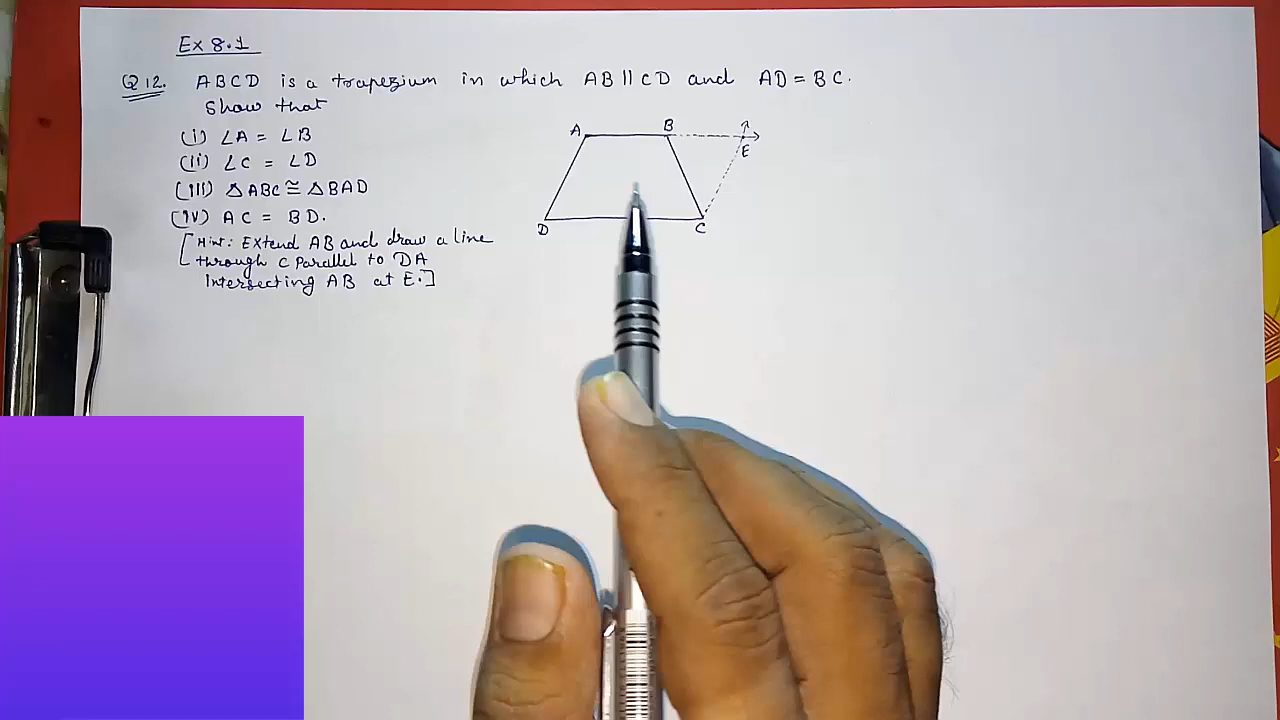 Ex 8.1
Q12. ABCD is a trapezium in which AB || CD and AD = BC.
Show that
(i) ∠A = ∠B
(ii) ∠C = ∠D
(iii) △ABC ≅ △BAD
(iv) AC = BD.
[Hint: Extend AB and draw a line
through C parallel to DA
Intersecting AB at E.]
A B E
D C